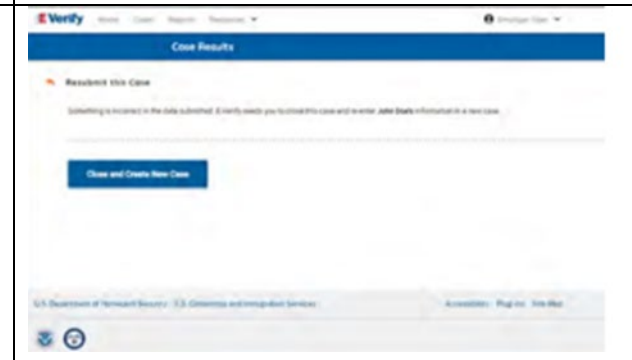 E Verify Home Cases Reports Resources
Case Results
Resubmit this Case
Something is incorrect in the data submitted. E-Verify needs you to close this case and re-enter information in a new case.
Close and Create New Case
U.S. Department of Homeland Security U.S. Citizenship and Immigration Services Accessibility Plug-ins Site Map